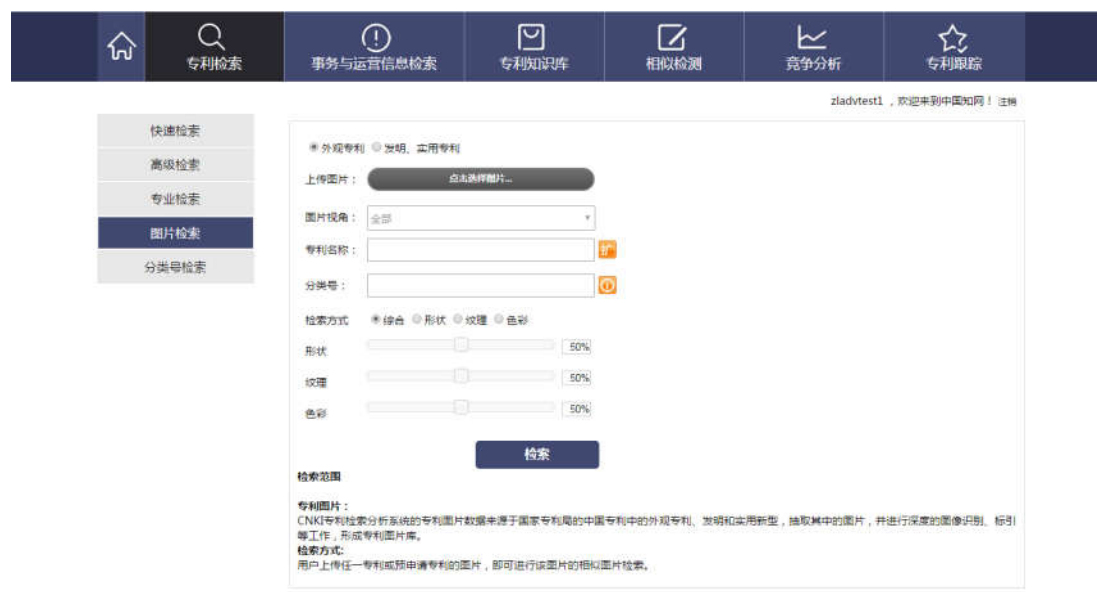 专利检索
事务与运营信息检索
专利知识库
相似检测
竞争分析
专利跟踪
zladvtest1 ，欢迎来到中国知网！ 注销
快速检索
高级检索
专业检索
图片检索
分类号检索
外观专利 发明、实用专利
上传图片： 点击选择图片...
图片视角： 全部
专利名称： 扩
分类号：
检索方式 综合 形状 纹理 色彩
形状 50%
纹理 50%
色彩 50%
检索
检索范围
专利图片：
CNKI专利检索分析系统的专利图片数据来源于国家专利局的中国专利中的外观专利、发明和实用新型，抽取其中的图片，并进行深度的图像识别、标引
等工作，形成专利图片库。
检索方式:
用户上传任一专利或预申请专利的图片，即可进行该图片的相似图片检索。